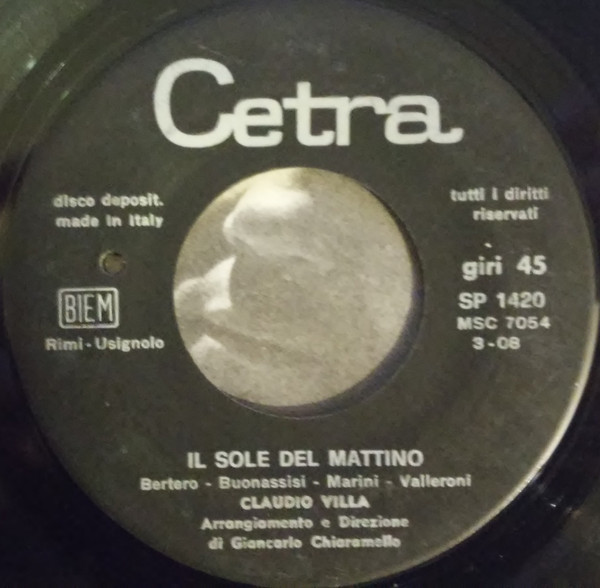 Cetra
disco deposit.
made in Italy
tutti i diritti
riservati
giri 45
BIEM
SP 1420
MSC 7054
Rimi - Usignolo
3-08
IL SOLE DEL MATTINO
Bertero - Buonassisi - Marini - Valleroni
CLAUDIO VILLA
Arrangiamento e Direzione
di Giancarlo Chiaramello